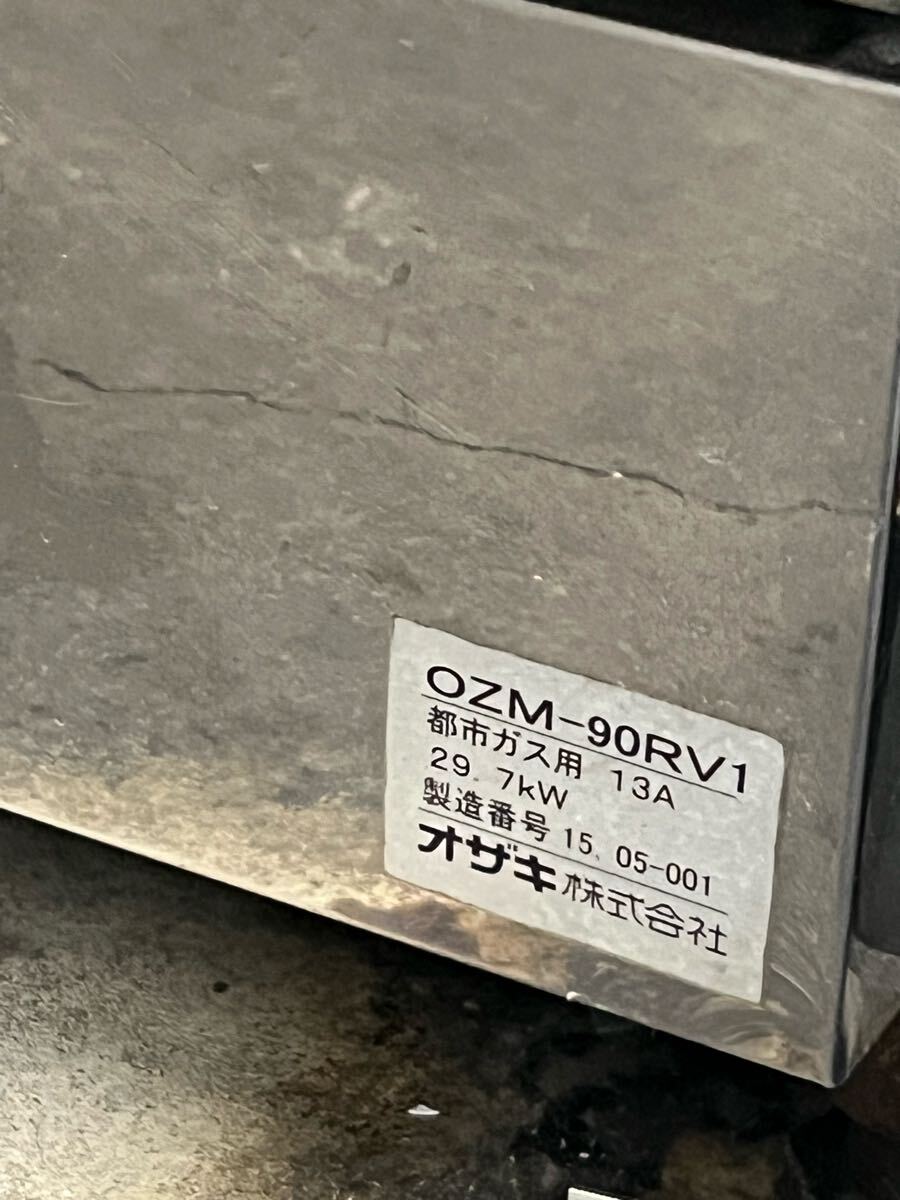 OZM-90RV1
都市ガス用 13A
29.7kW
製造番号 15.05-001
オザキ株式会社